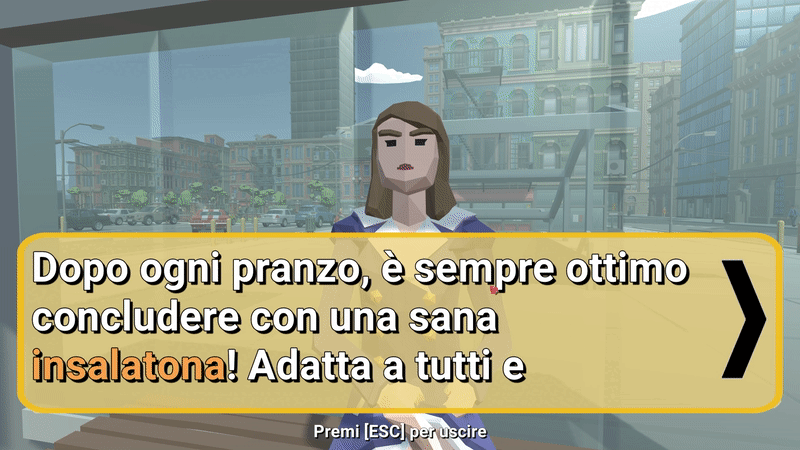 Dopo ogni pranzo, è sempre ottimo
concludere con una sana
insalatona! Adatta a tutti e
Premi [ESC] per uscire